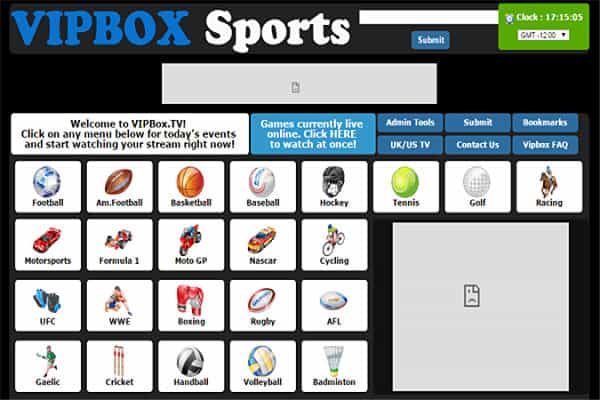 VIPBOX Sports
Submit
Clock : 17:15:05
GMT -12:00
Welcome to VIPBox.TV!
Click on any menu below for today's events
and start watching your stream right now!
Games currently live
online. Click HERE
to watch at once!
Admin Tools Submit Bookmarks
UK/US TV Contact Us Vipbox FAQ
Football Am.Football Basketball Baseball Hockey Tennis Golf Racing
Motorsports Formula 1 Moto GP Nascar Cycling
UFC WWE Boxing Rugby AFL
Gaelic Cricket Handball Volleyball Badminton